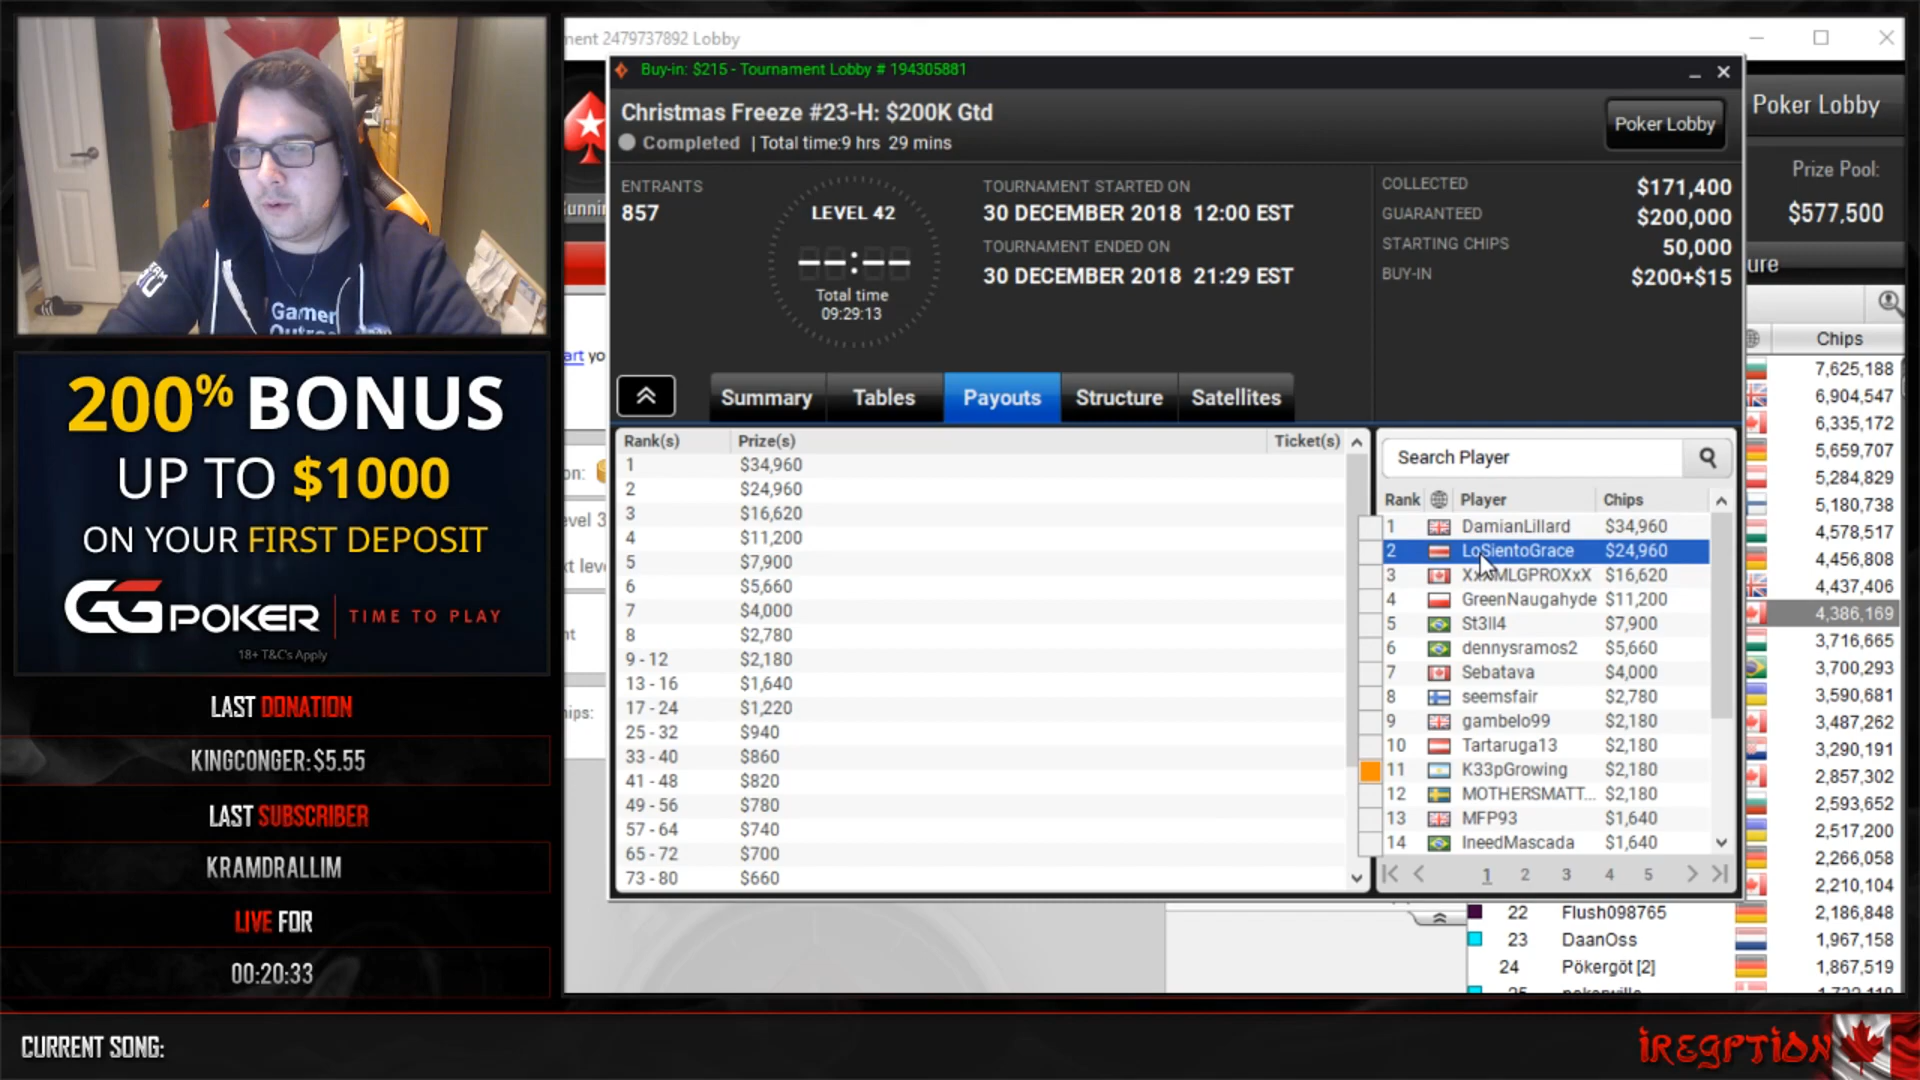 ment 2479737892 Lobby
Buy-in: $215 - Tournament Lobby # 194305881
Christmas Freeze #23-H: $200K Gtd
Completed | Total time:9 hrs 29 mins
Poker Lobby
Poker Lobby
ENTRANTS
857
LEVEL 42
--:--
Total time
09:29:13
TOURNAMENT STARTED ON
30 DECEMBER 2018 12:00 EST
TOURNAMENT ENDED ON
30 DECEMBER 2018 21:29 EST
COLLECTED $171,400
GUARANTEED $200,000
STARTING CHIPS 50,000
BUY-IN $200+$15
Prize Pool:
$577,500
ure
Summary Tables Payouts Structure Satellites
Rank(s) Prize(s) Ticket(s)
1 $34,960
2 $24,960
3 $16,620
4 $11,200
5 $7,900
6 $5,660
7 $4,000
8 $2,780
9 - 12 $2,180
13 - 16 $1,640
17 - 24 $1,220
25 - 32 $940
33 - 40 $860
41 - 48 $820
49 - 56 $780
57 - 64 $740
65 - 72 $700
73 - 80 $660
Search Player
Rank Player Chips
1 DamianLillard $34,960
2 LoSientoGrace $24,960
3 XxXMLGPROXxX $16,620
4 GreenNaugahyde $11,200
5 St3ll4 $7,900
6 dennysramos2 $5,660
7 Sebatava $4,000
8 seemsfair $2,780
9 gambelo99 $2,180
10 Tartaruga13 $2,180
11 K33pGrowing $2,180
12 MOTHERSMATT... $2,180
13 MFP93 $1,640
14 IneedMascada $1,640
1 2 3 4 5
Chips
7,625,188
6,904,547
6,335,172
5,659,707
5,284,829
5,180,738
4,578,517
4,456,808
4,437,406
4,386,169
3,716,665
3,700,293
3,590,681
3,487,262
3,290,191
2,857,302
2,593,652
2,517,200
2,266,058
2,210,104
22 Flush098765 2,186,848
23 DaanOss 1,967,158
24 Pökergöt [2] 1,867,519
Gamer
200% BONUS
UP TO $1000
ON YOUR FIRST DEPOSIT
GGPOKER | TIME TO PLAY
18+ T&C's Apply
LAST DONATION
KINGCONGER:$5.55
LAST SUBSCRIBER
KRAMDRALLIM
LIVE FOR
00:20:33
CURRENT SONG:
iREGPTION